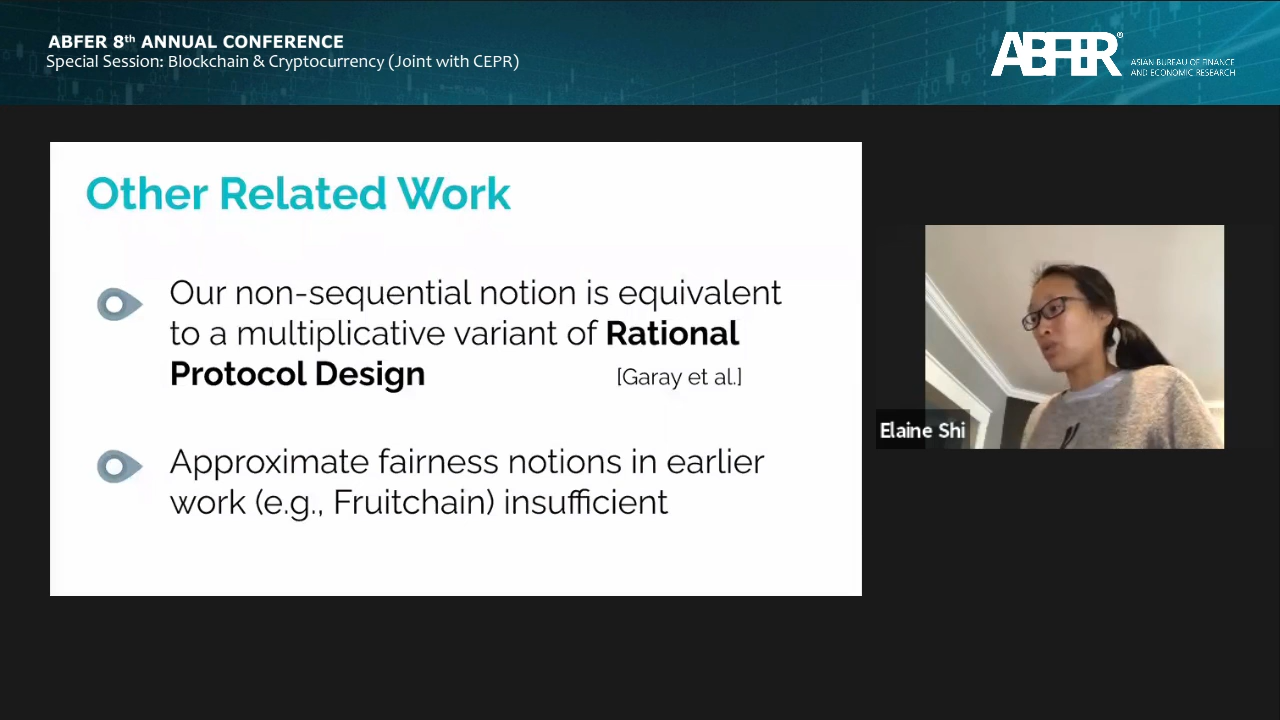 ABFER 8th ANNUAL CONFERENCE
Special Session: Blockchain & Cryptocurrency (Joint with CEPR)
ABFER®
ASIAN BUREAU OF FINANCE
AND ECONOMIC RESEARCH
Other Related Work
Our non-sequential notion is equivalent
to a multiplicative variant of Rational
Protocol Design [Garay et al.]
Approximate fairness notions in earlier
work (e.g., Fruitchain) insufficient
Elaine Shi